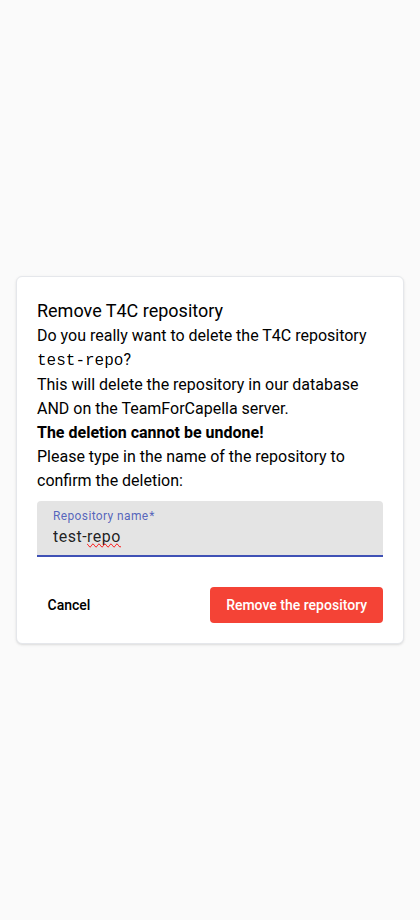 Remove T4C repository
Do you really want to delete the T4C repository
test-repo?
This will delete the repository in our database
AND on the TeamForCapella server.
The deletion cannot be undone!
Please type in the name of the repository to
confirm the deletion:
Repository name*
test-repo
Cancel
Remove the repository